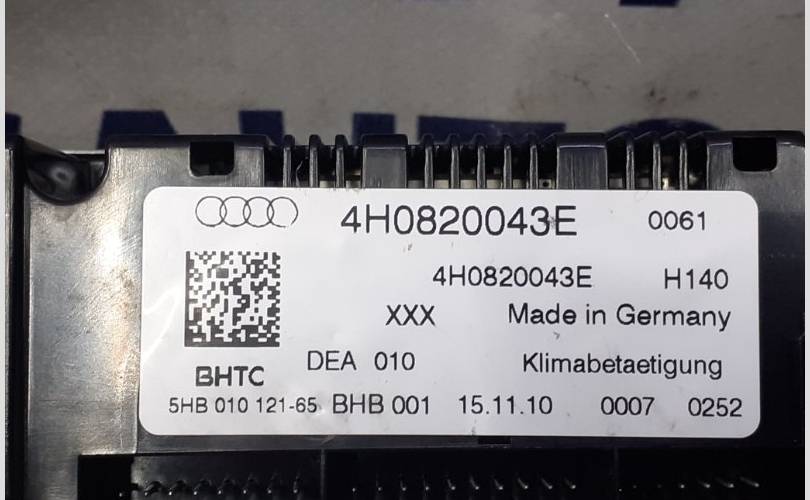 4H0820043E 0061
4H0820043E H140
XXX Made in Germany
DEA 010 Klimabetaetigung
BHTC
5HB 010 121-65 BHB 001 15.11.10 0007 0252